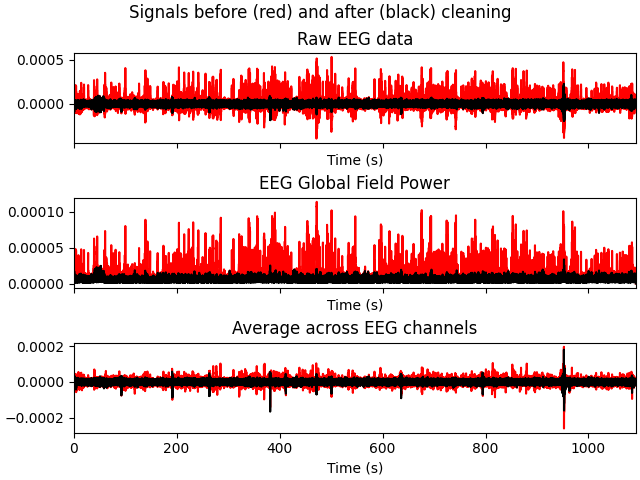 Signals before (red) and after (black) cleaning
Raw EEG data
0.0005
0.0000
Time (s)
EEG Global Field Power
0.00010
0.00005
0.00000
Time (s)
Average across EEG channels
0.0002
0.0000
−0.0002
0 200 400 600 800 1000
Time (s)